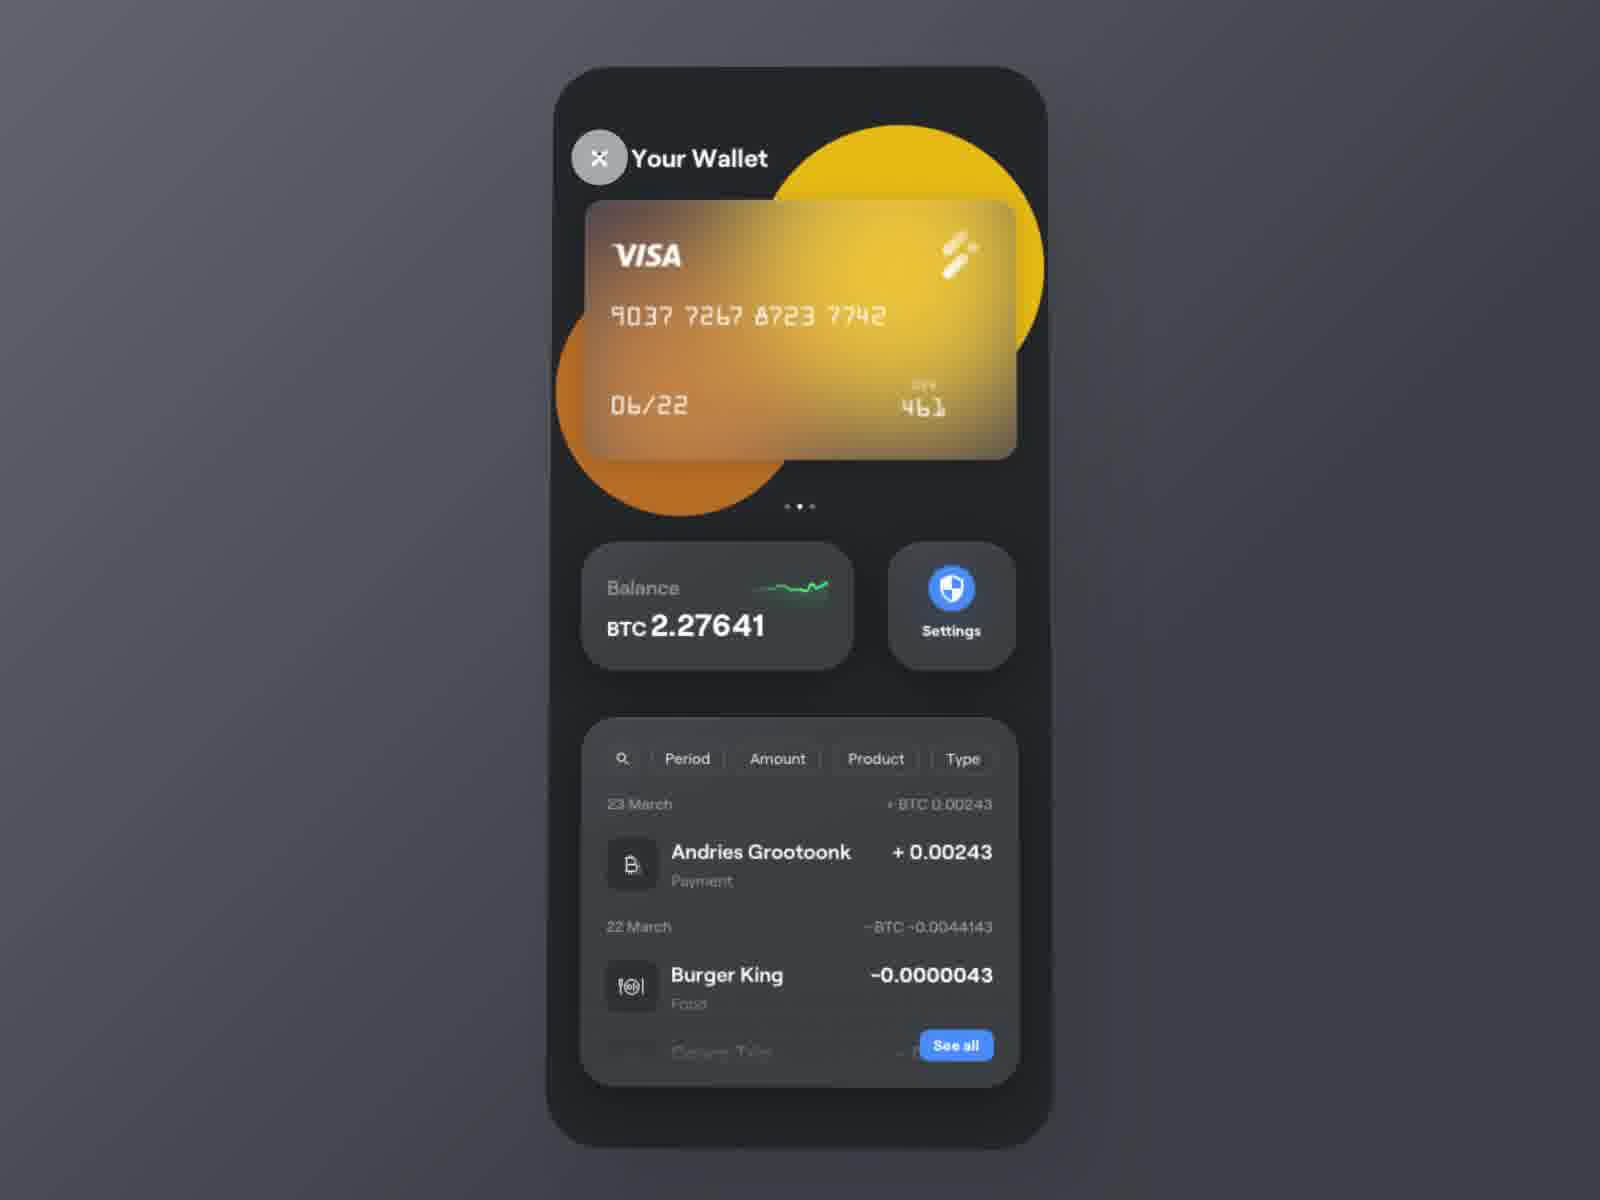 Your Wallet
VISA
9037 7267 8723 7742
06/22
461
Balance
BTC 2.27641
Settings
Period Amount Product Type
23 March + BTC 0.00243
Andries Grootoonk + 0.00243
Payment
22 March - BTC -0.0044143
Burger King -0.0000043
Food
See all